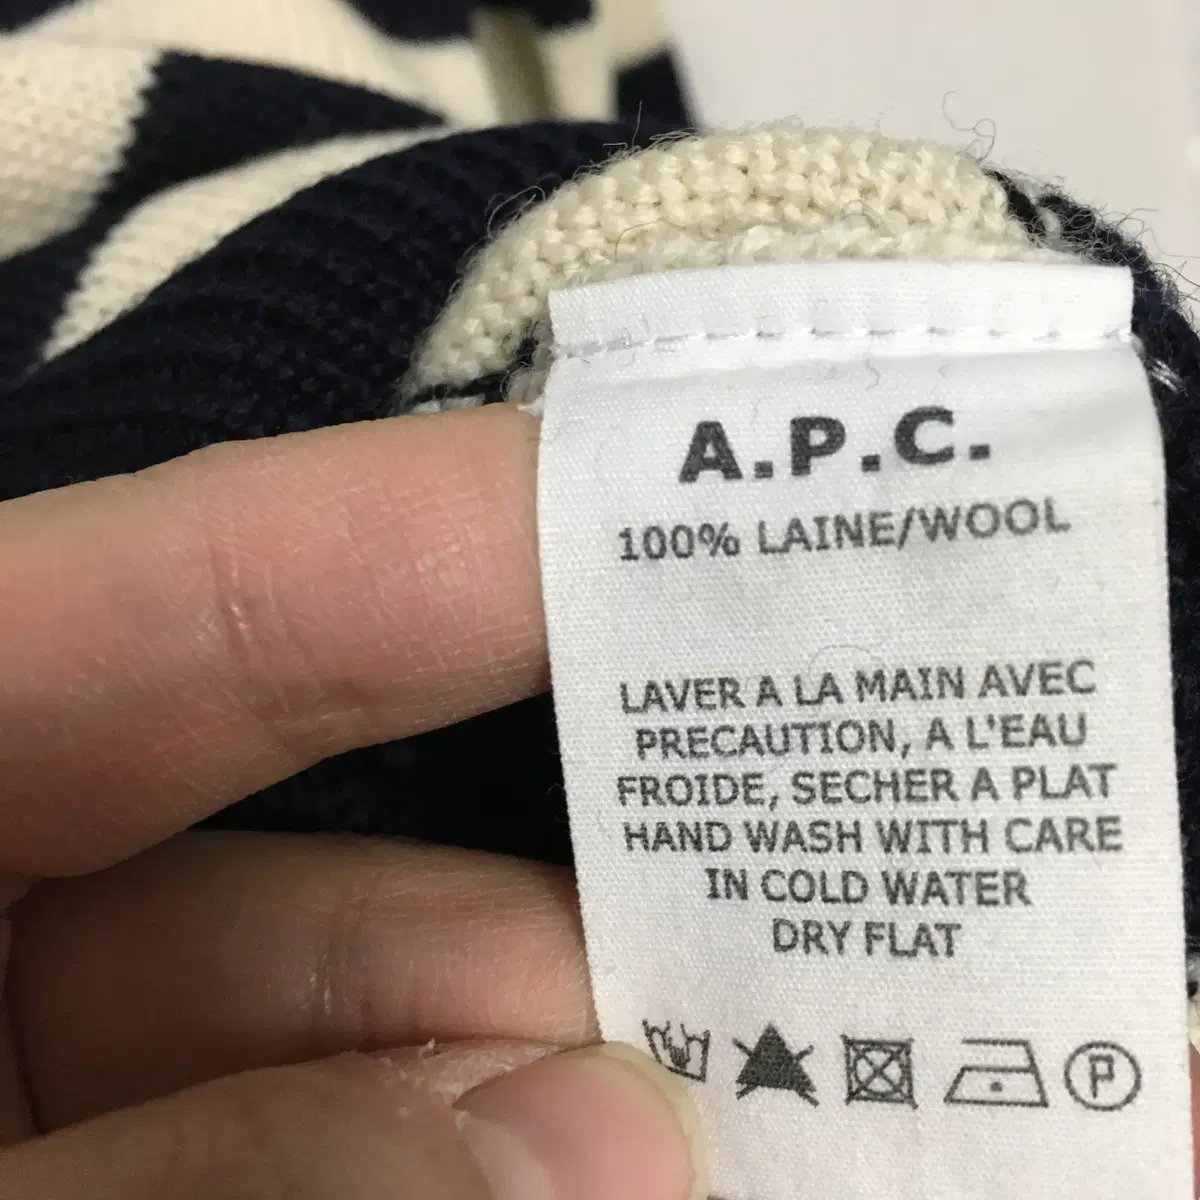 A.P.C.
100% LAINE/WOOL
LAVER A LA MAIN AVEC
PRECAUTION, A L'EAU
FROIDE, SECHER A PLAT
HAND WASH WITH CARE
IN COLD WATER
DRY FLAT
P